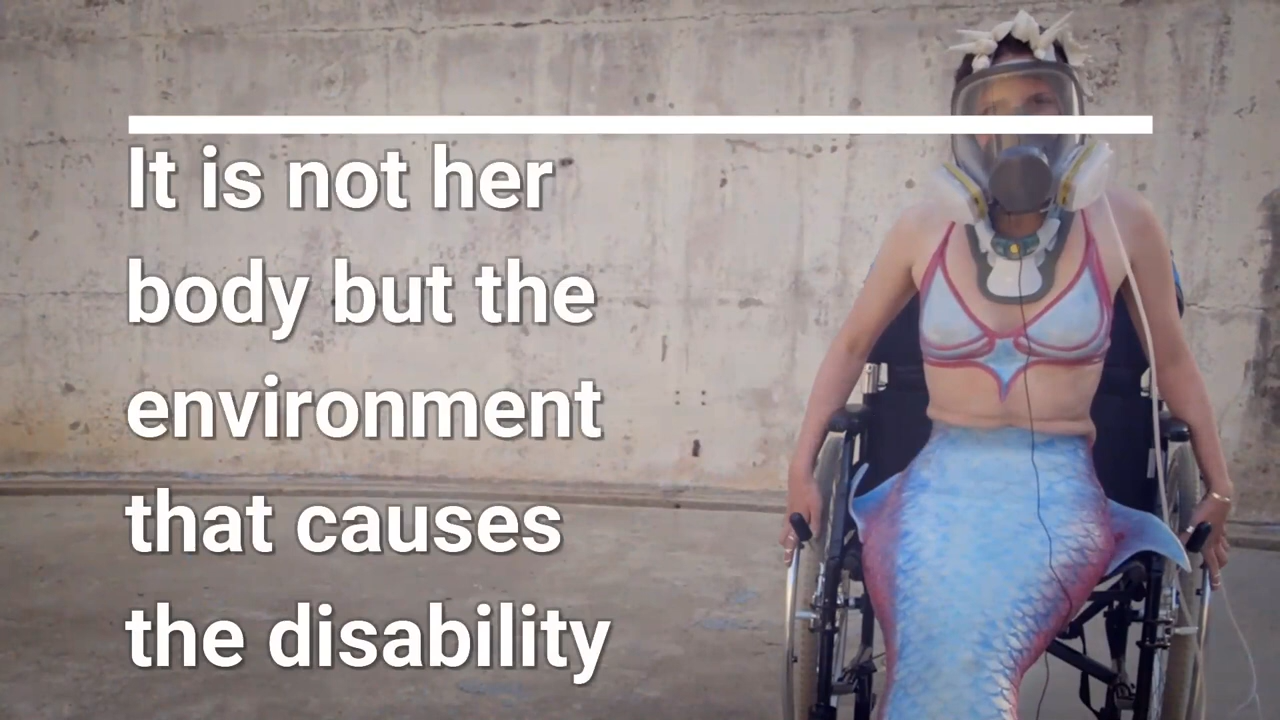 It is not her
body but the
environment
that causes
the disability